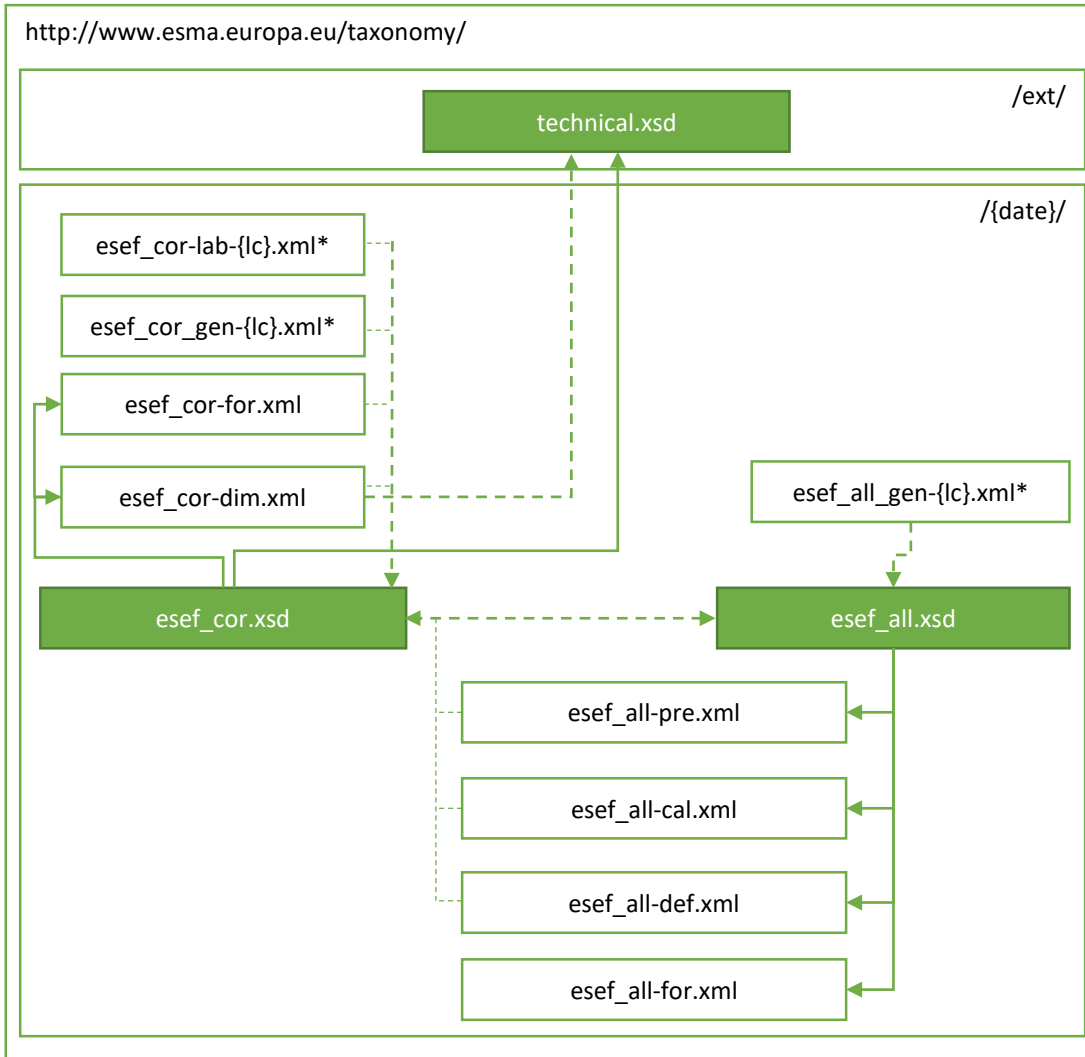 http://www.esma.europa.eu/taxonomy/
/ext/
technical.xsd
/{date}/
esef_cor-lab-{lc}.xml*
esef_cor_gen-{lc}.xml*
esef_cor-for.xml
esef_cor-dim.xml
esef_all_gen-{lc}.xml*
esef_cor.xsd
esef_all.xsd
esef_all-pre.xml
esef_all-cal.xml
esef_all-def.xml
esef_all-for.xml